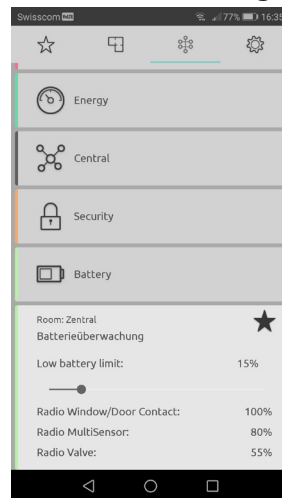 Swisscom 77% 16:35
Energy
Central
Security
Battery
Room: Zentral
Batterieüberwachung
Low battery limit: 15%
Radio Window/Door Contact: 100%
Radio MultiSensor: 80%
Radio Valve: 55%